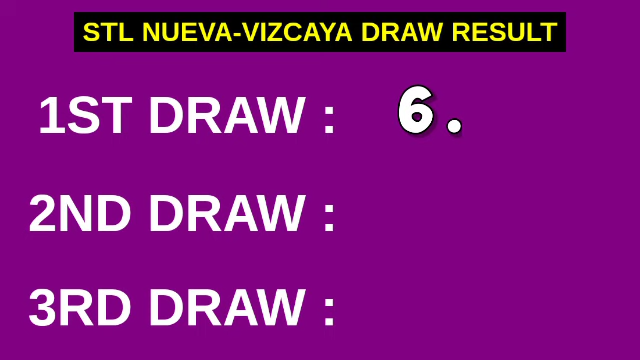 STL NUEVA-VIZCAYA DRAW RESULT
1ST DRAW : 6.
2ND DRAW :
3RD DRAW :